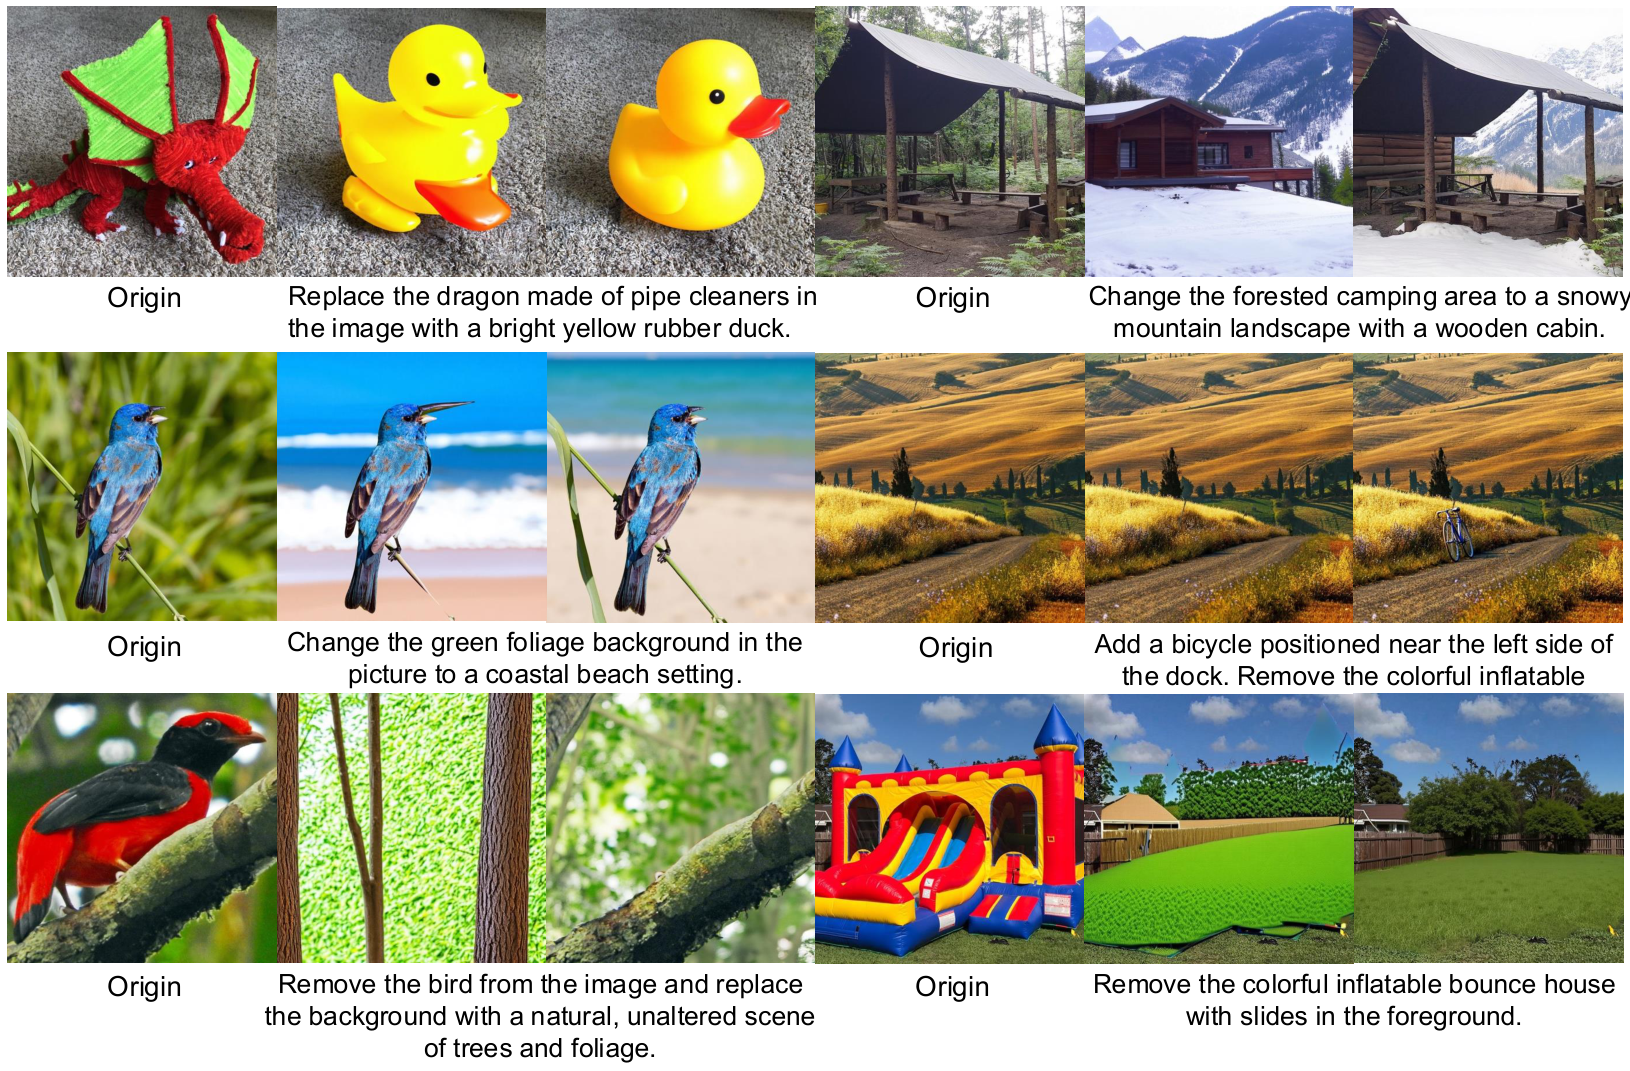 Origin
Replace the dragon made of pipe cleaners in
the image with a bright yellow rubber duck.
Origin
Change the forested camping area to a snowy
mountain landscape with a wooden cabin.
Origin
Change the green foliage background in the
picture to a coastal beach setting.
Origin
Add a bicycle positioned near the left side of
the dock. Remove the colorful inflatable
Origin
Remove the bird from the image and replace
the background with a natural, unaltered scene
of trees and foliage.
Origin
Remove the colorful inflatable bounce house
with slides in the foreground.